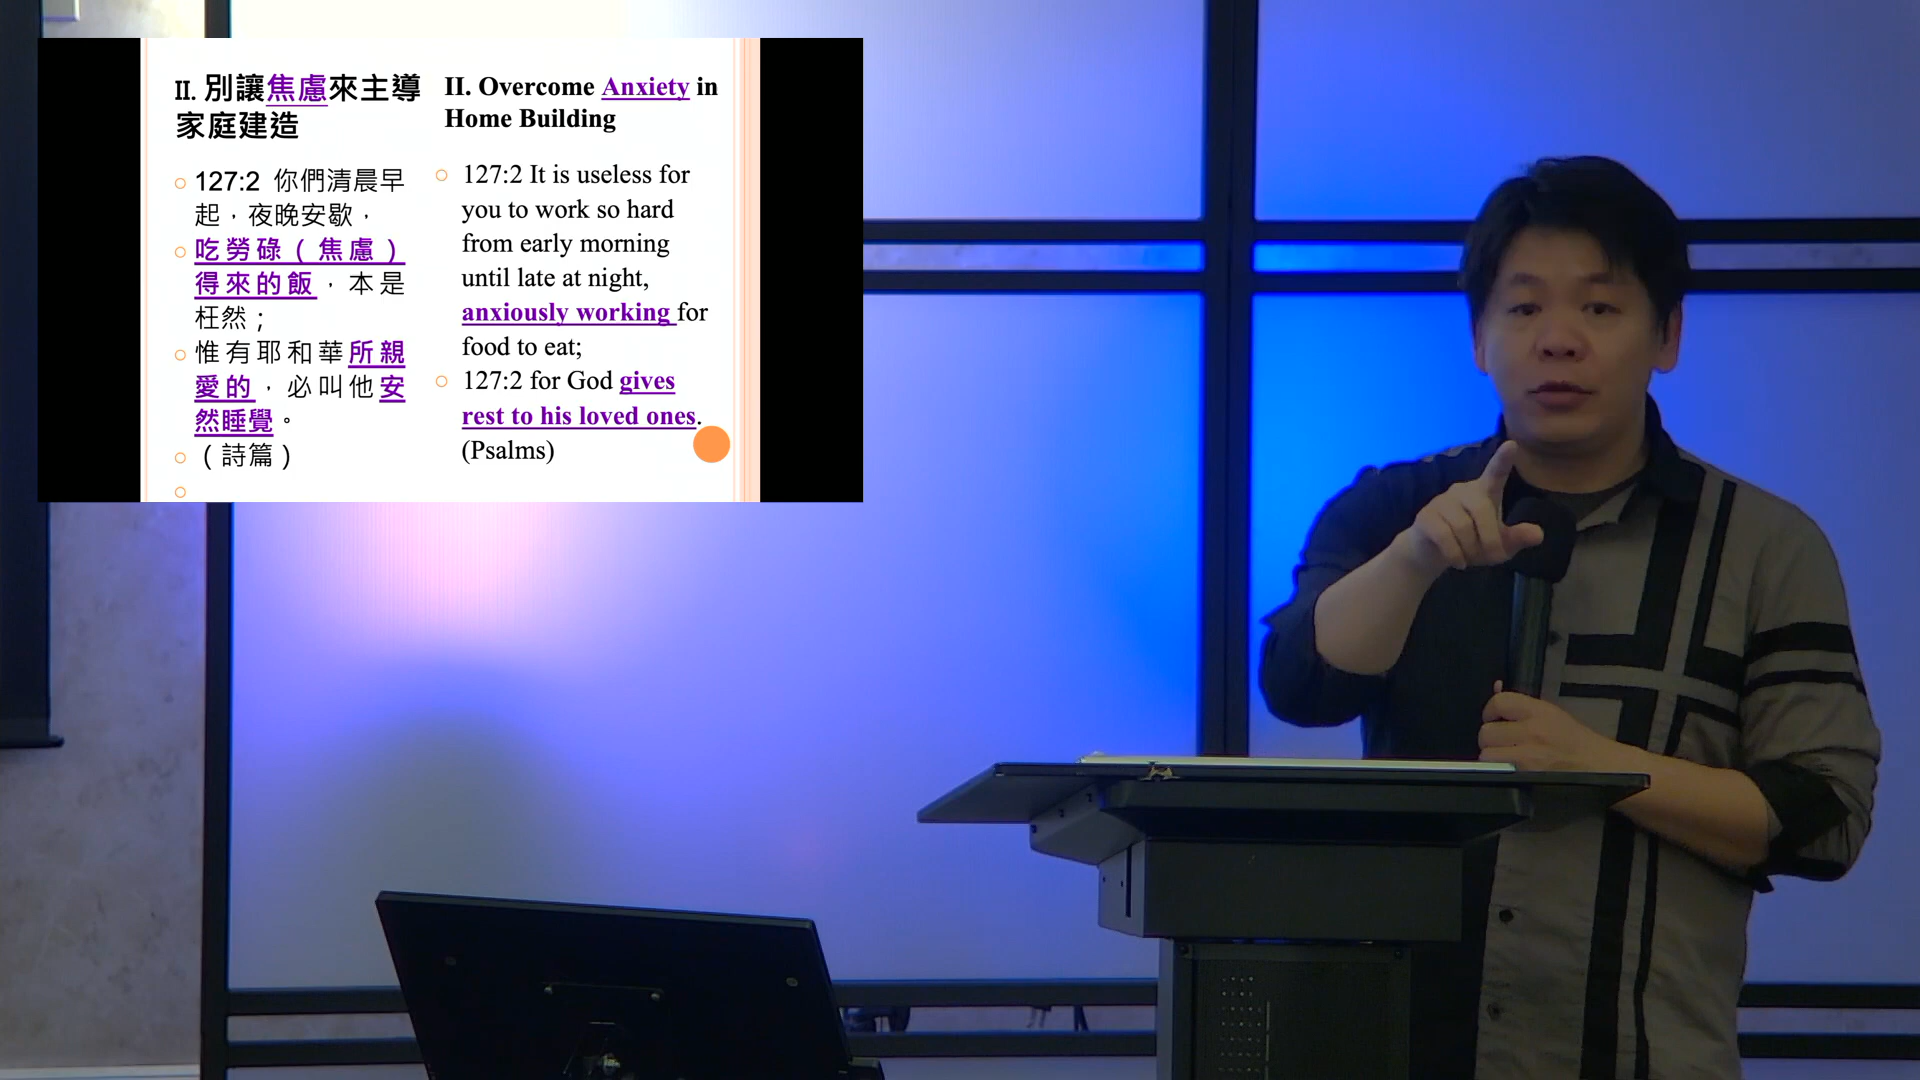 II. 別讓焦慮來主導
家庭建造
127:2 你們清晨早
起，夜晚安歇，
吃勞碌（焦慮）
得來的飯，本是
枉然；
惟有耶和華所親
愛的，必叫他安
然睡覺。
（詩篇）
II. Overcome Anxiety in
Home Building
127:2 It is useless for
you to work so hard
from early morning
until late at night,
anxiously working for
food to eat;
127:2 for God gives
rest to his loved ones.
(Psalms)